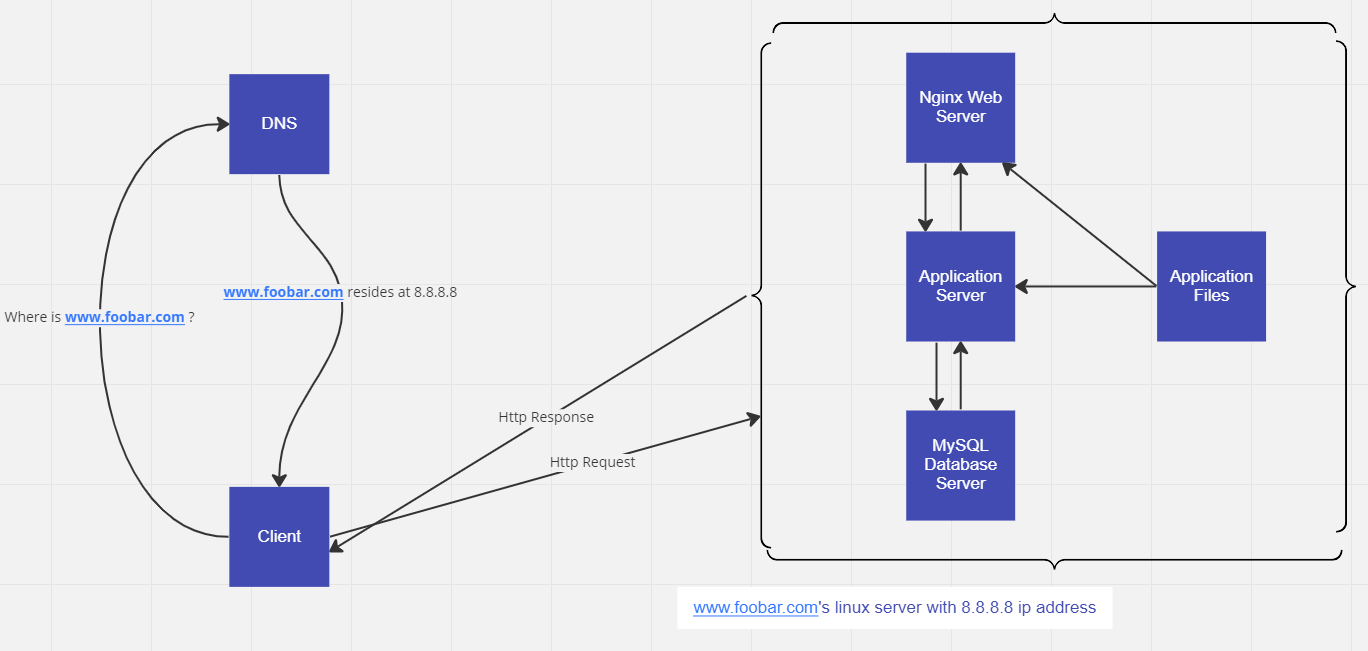 Nginx Web
Server
DNS
Application
Server
Application
Files
www.foobar.com resides at 8.8.8.8
Where is www.foobar.com ?
Http Response
Http Request
MySQL
Database
Server
Client
www.foobar.com's linux server with 8.8.8.8 ip address